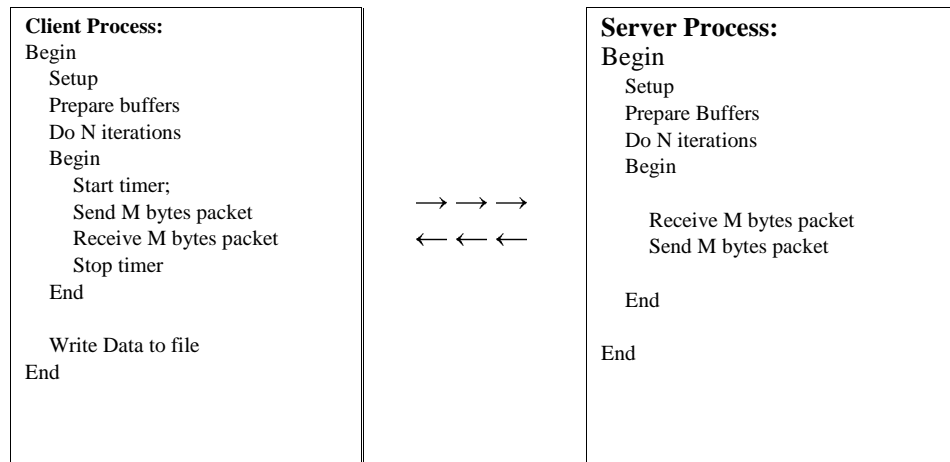 Client Process:
Begin
Setup
Prepare buffers
Do N iterations
Begin
Start timer;
Send M bytes packet
Receive M bytes packet
Stop timer
End
Write Data to file
End
→ → →
← ← ←
Server Process:
Begin
Setup
Prepare Buffers
Do N iterations
Begin
Receive M bytes packet
Send M bytes packet
End
End